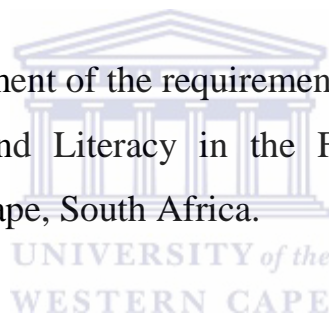 ment of the requiremen
nd Literacy in the F
ape, South Africa.
UNIVERSITY of the
WESTERN CAPE